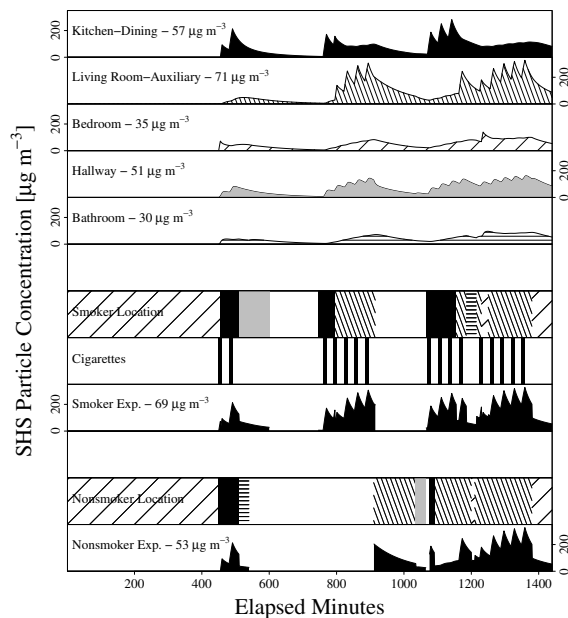 SHS Particle Concentration [μg m−3]
0 200
Kitchen−Dining − 57 μg m−3
Living Room−Auxiliary − 71 μg m−3
0 200
0 200
Bedroom − 35 μg m−3
Hallway − 51 μg m−3
0 200
0 200
Bathroom − 30 μg m−3
Smoker Location
Cigarettes
0 200
Smoker Exp. − 69 μg m−3
Nonsmoker Location
Nonsmoker Exp. − 53 μg m−3
0 200
200 400 600 800 1000 1200 1400
Elapsed Minutes